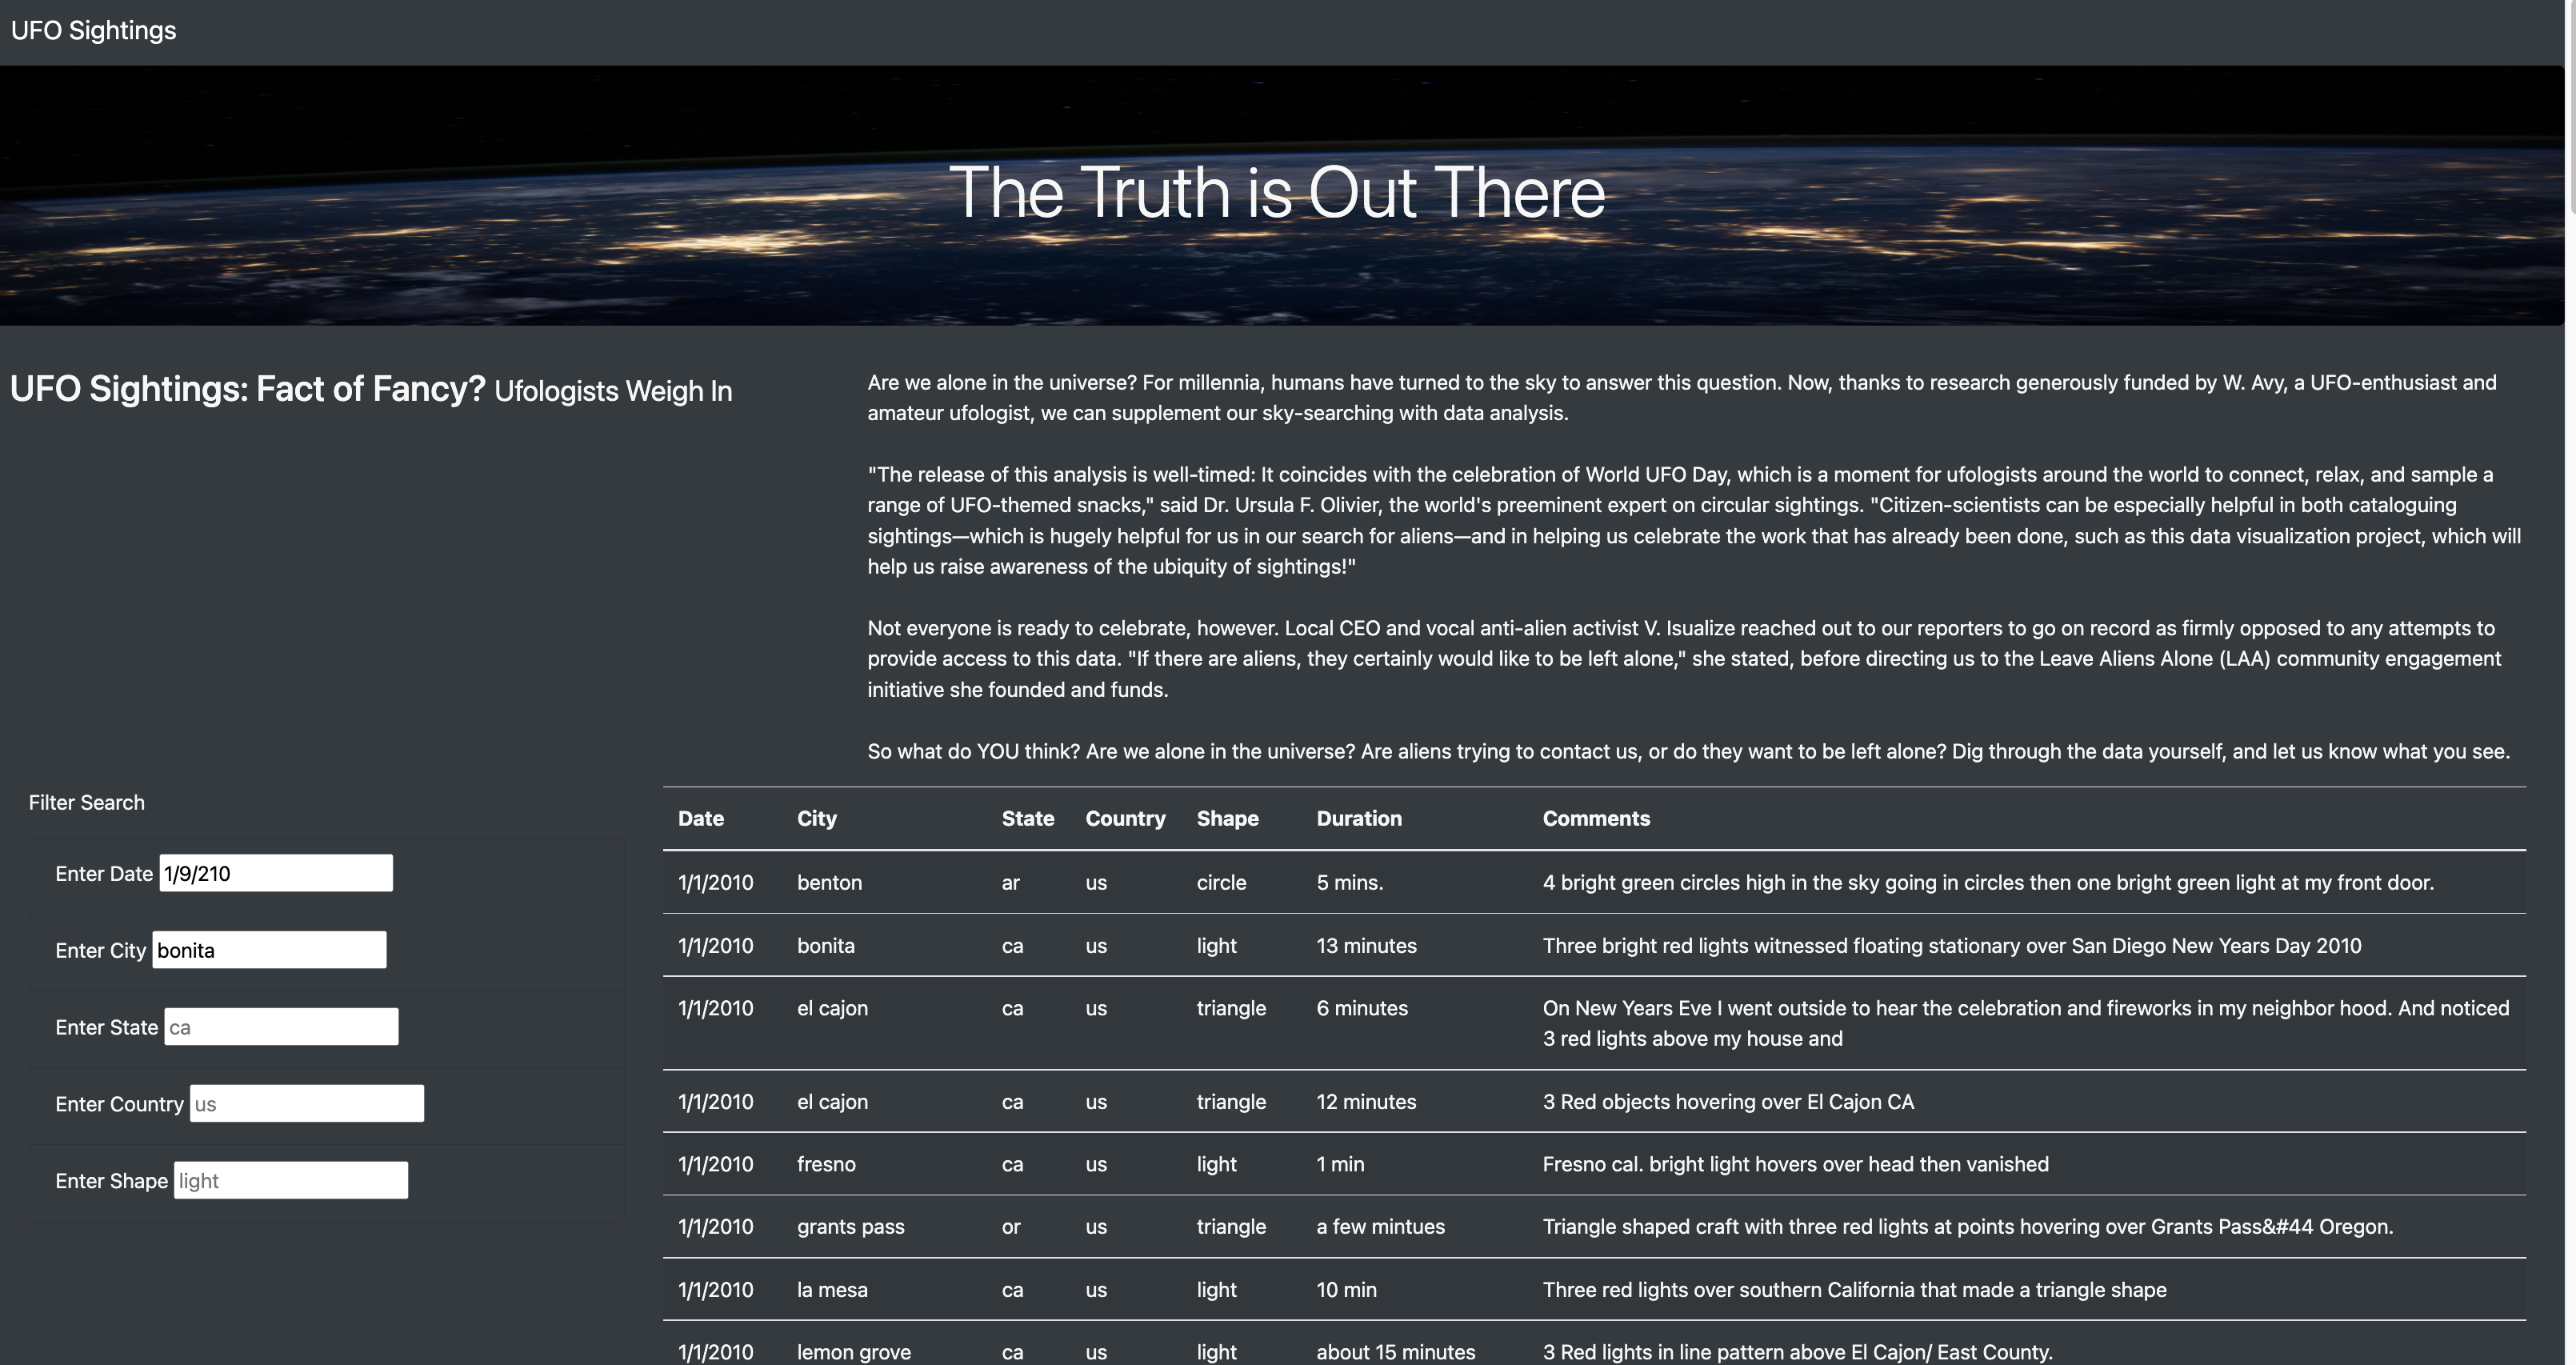 UFO Sightings
The Truth is Out There
UFO Sightings: Fact of Fancy? Ufologists Weigh In
Are we alone in the universe? For millennia, humans have turned to the sky to answer this question. Now, thanks to research generously funded by W. Avy, a UFO-enthusiast and
amateur ufologist, we can supplement our sky-searching with data analysis.
"The release of this analysis is well-timed: It coincides with the celebration of World UFO Day, which is a moment for ufologists around the world to connect, relax, and sample a
range of UFO-themed snacks," said Dr. Ursula F. Olivier, the world's preeminent expert on circular sightings. "Citizen-scientists can be especially helpful in both cataloguing
sightings—which is hugely helpful for us in our search for aliens—and in helping us celebrate the work that has already been done, such as this data visualization project, which will
help us raise awareness of the ubiquity of sightings!"
Not everyone is ready to celebrate, however. Local CEO and vocal anti-alien activist V. Isualize reached out to our reporters to go on record as firmly opposed to any attempts to
provide access to this data. "If there are aliens, they certainly would like to be left alone," she stated, before directing us to the Leave Aliens Alone (LAA) community engagement
initiative she founded and funds.
So what do YOU think? Are we alone in the universe? Are aliens trying to contact us, or do they want to be left alone? Dig through the data yourself, and let us know what you see.
Filter Search
Enter Date 1/9/210
Enter City bonita
Enter State ca
Enter Country us
Enter Shape light
Date City State Country Shape Duration Comments
1/1/2010 benton ar us circle 5 mins. 4 bright green circles high in the sky going in circles then one bright green light at my front door.
1/1/2010 bonita ca us light 13 minutes Three bright red lights witnessed floating stationary over San Diego New Years Day 2010
1/1/2010 el cajon ca us triangle 6 minutes On New Years Eve I went outside to hear the celebration and fireworks in my neighbor hood. And noticed
3 red lights above my house and
1/1/2010 el cajon ca us triangle 12 minutes 3 Red objects hovering over El Cajon CA
1/1/2010 fresno ca us light 1 min Fresno cal. bright light hovers over head then vanished
1/1/2010 grants pass or us triangle a few mintues Triangle shaped craft with three red lights at points hovering over Grants Pass&#44 Oregon.
1/1/2010 la mesa ca us light 10 min Three red lights over southern California that made a triangle shape
1/1/2010 lemon grove ca us light about 15 minutes 3 Red lights in line pattern above El Cajon/ East County.